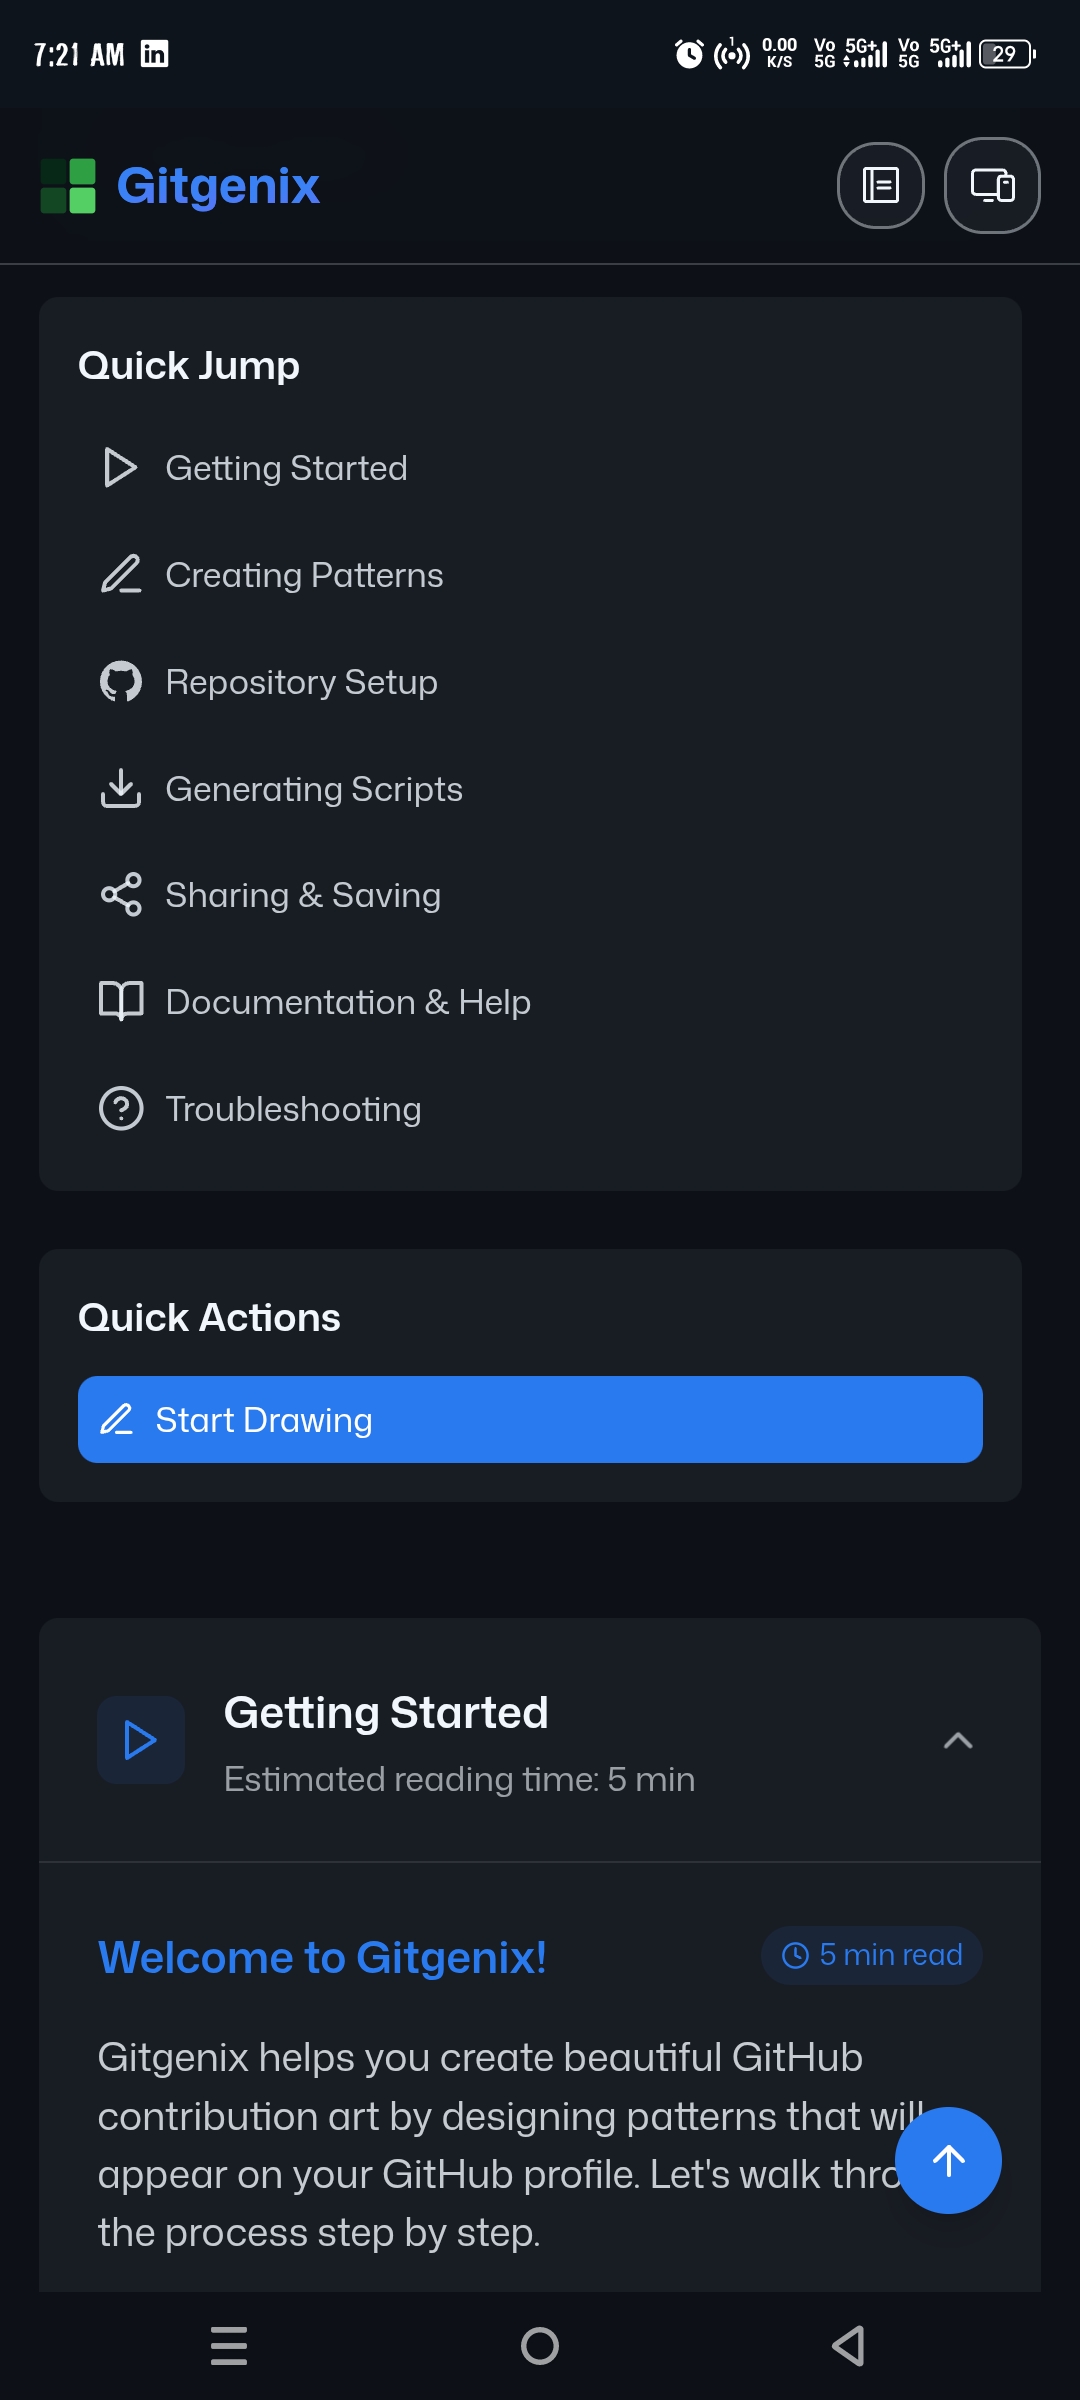 7:21 AM in
1 0.00 K/S Vo 5G 5G+ Vo 5G 5G+ 29
Gitgenix
Quick Jump
Getting Started
Creating Patterns
Repository Setup
Generating Scripts
Sharing & Saving
Documentation & Help
Troubleshooting
Quick Actions
Start Drawing
Getting Started
Estimated reading time: 5 min
Welcome to Gitgenix!
5 min read
Gitgenix helps you create beautiful GitHub
contribution art by designing patterns that will
appear on your GitHub profile. Let's walk thro
the process step by step.